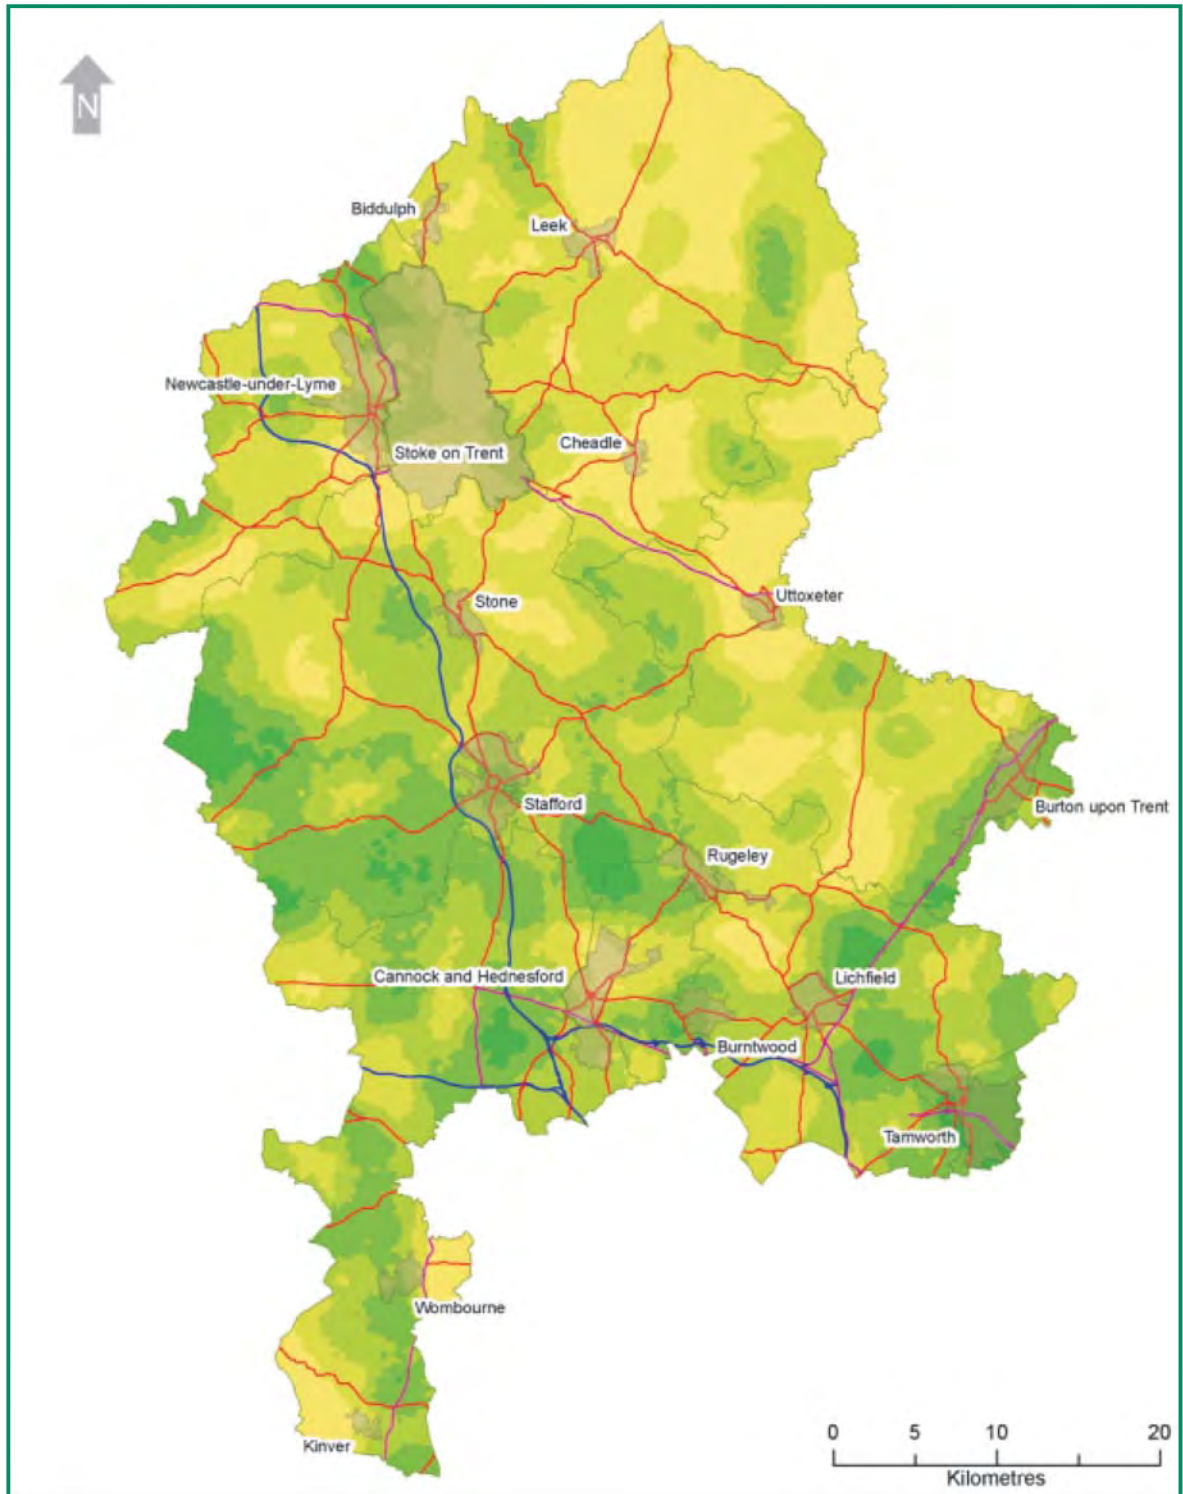 N
Biddulph
Leek
Newcastle-under-Lyme
Cheadle
Stoke on Trent
Uttoxeter
Stone
Stafford
Burton upon Trent
Rugeley
Cannock and Hednesford
Lichfield
Burntwood
Tamworth
Wombourne
Kinver
0 5 10 20
Kilometres